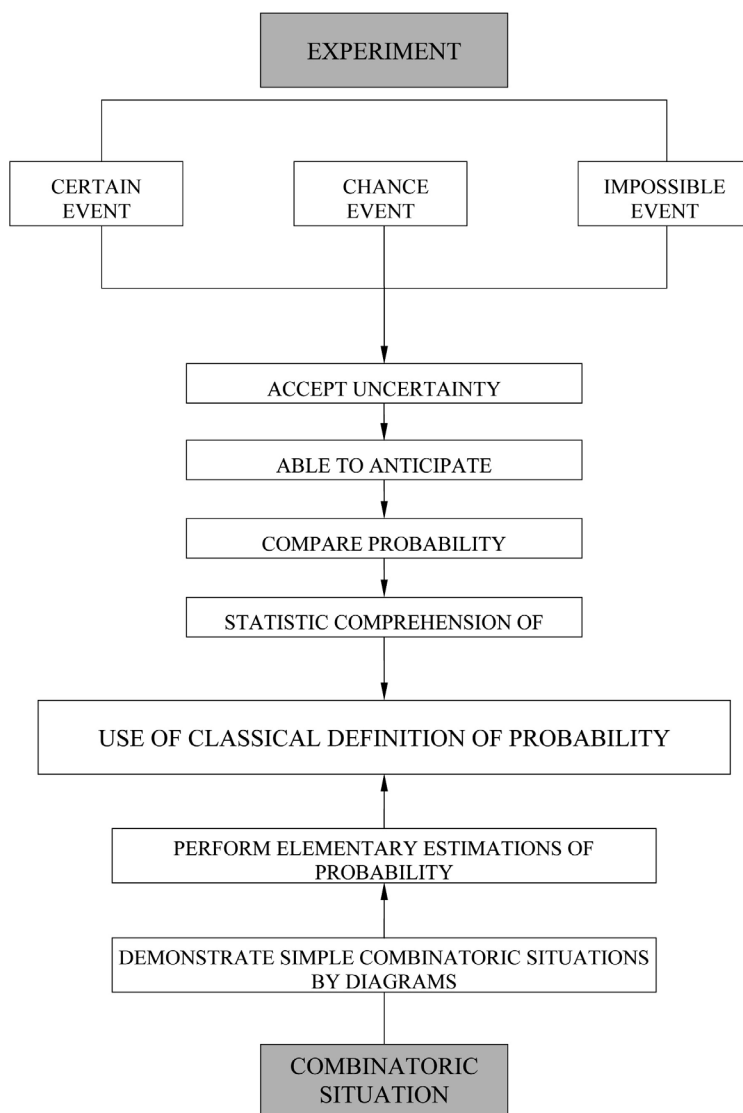 EXPERIMENT
CERTAIN
EVENT
CHANCE
EVENT
IMPOSSIBLE
EVENT
ACCEPT UNCERTAINTY
ABLE TO ANTICIPATE
COMPARE PROBABILITY
STATISTIC COMPREHENSION OF
USE OF CLASSICAL DEFINITION OF PROBABILITY
PERFORM ELEMENTARY ESTIMATIONS OF
PROBABILITY
DEMONSTRATE SIMPLE COMBINATORIC SITUATIONS
BY DIAGRAMS
COMBINATORIC
SITUATION